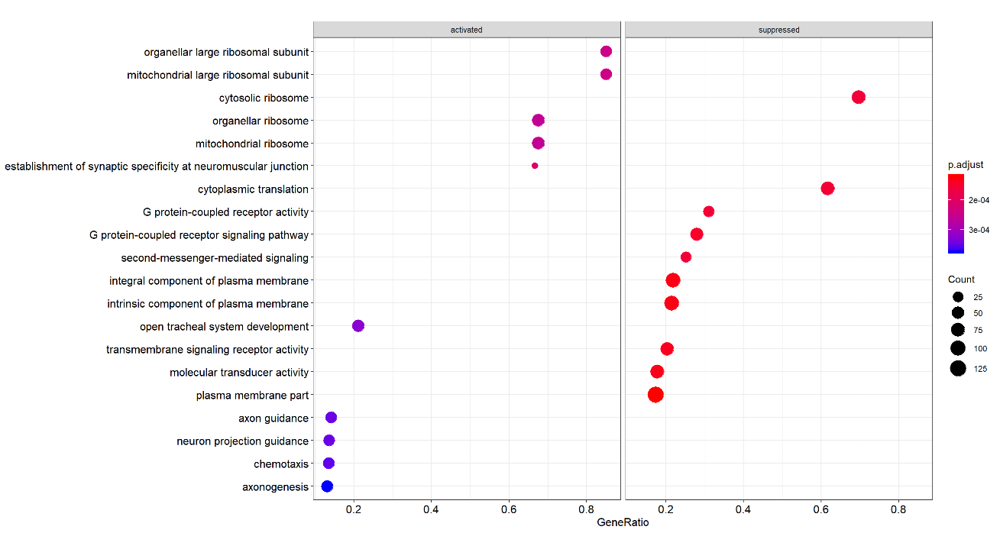 activated
suppressed
organellar large ribosomal subunit
mitochondrial large ribosomal subunit
cytosolic ribosome
organellar ribosome
mitochondrial ribosome
establishment of synaptic specificity at neuromuscular junction
cytoplasmic translation
G protein-coupled receptor activity
G protein-coupled receptor signaling pathway
second-messenger-mediated signaling
integral component of plasma membrane
intrinsic component of plasma membrane
open tracheal system development
transmembrane signaling receptor activity
molecular transducer activity
plasma membrane part
axon guidance
neuron projection guidance
chemotaxis
axonogenesis
0.2 0.4 0.6 0.8
0.2 0.4 0.6 0.8
GeneRatio
p.adjust
2e-04
3e-04
Count
25
50
75
100
125